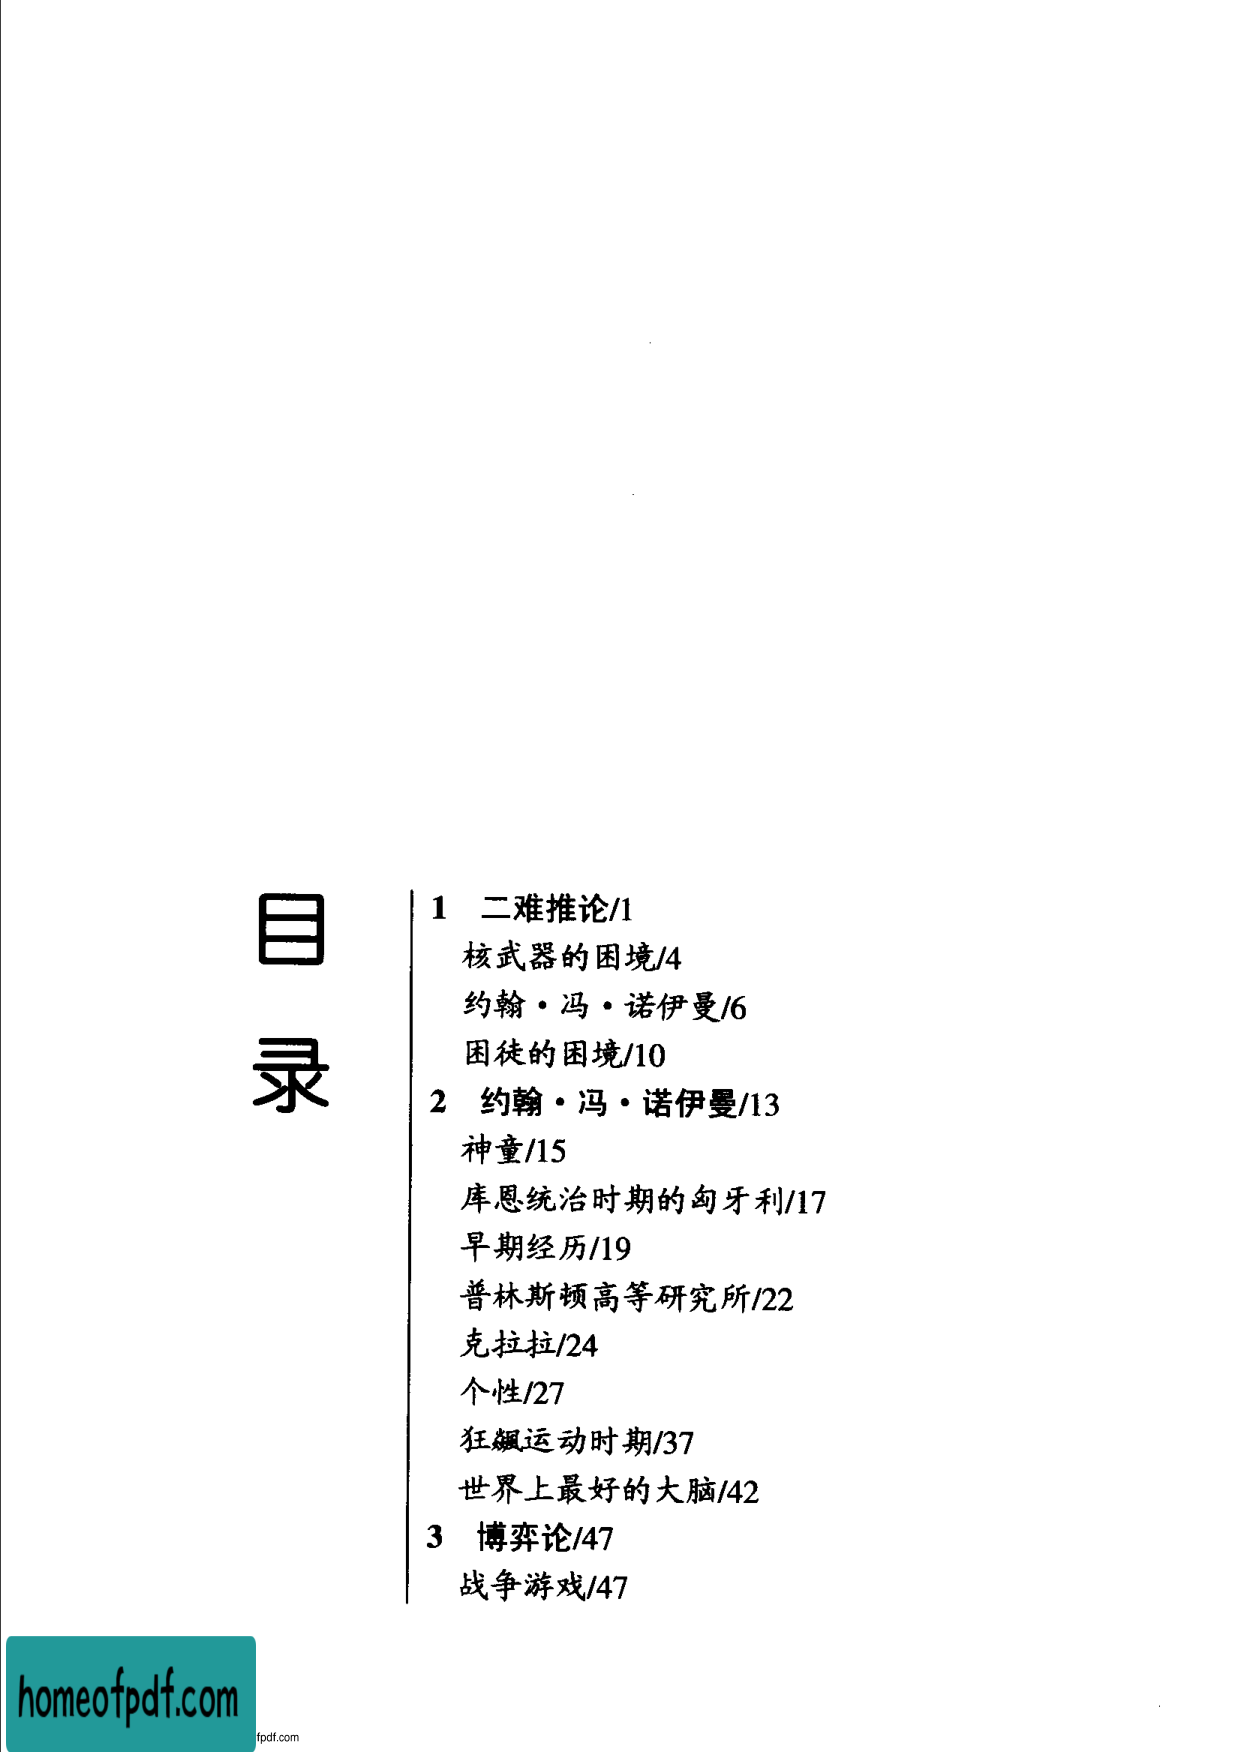 目
录
1 二难推论/1
核武器的困境/4
约翰·冯·诺伊曼/6
囚徒的困境/10
2 约翰·冯·诺伊曼/13
神童/15
库恩统治时期的匈牙利/17
早期经历/19
普林斯顿高等研究所/22
克拉拉/24
个性/27
狂飙运动时期/37
世界上最好的大脑/42
3 博弈论/47
战争游戏/47
homeofpdf.com
fpdf.com